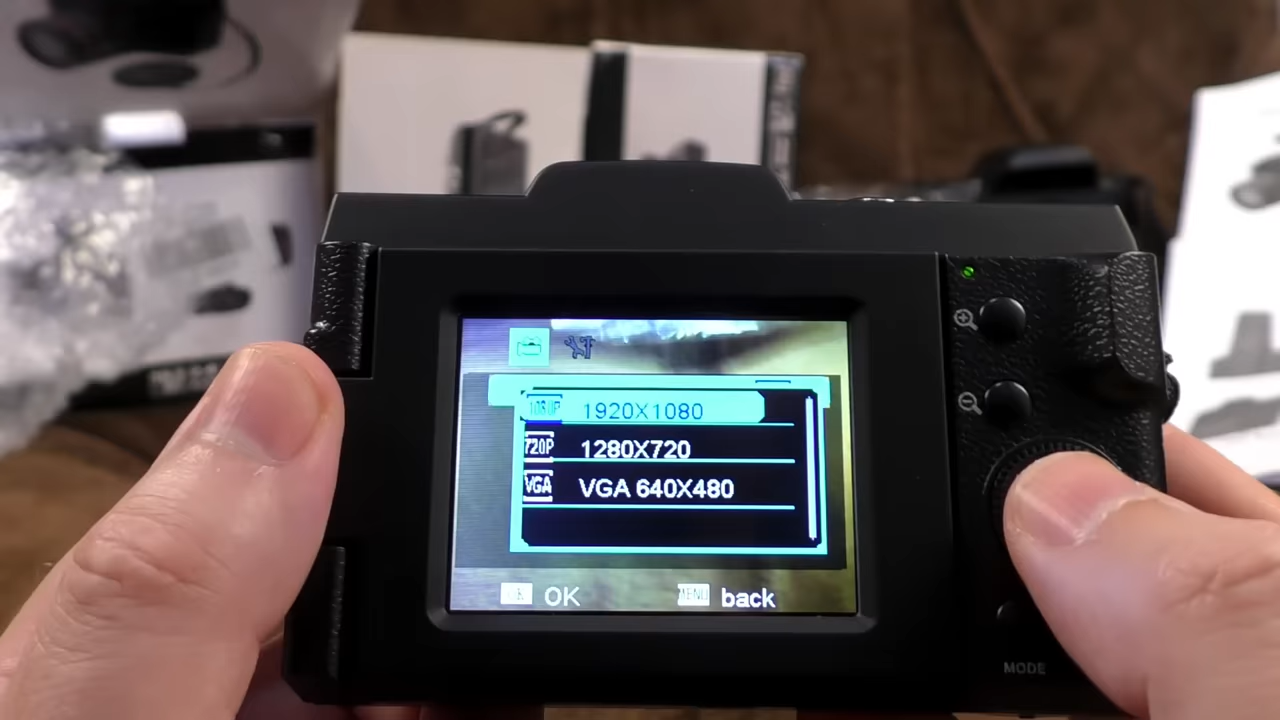 1080P 1920X1080
720P 1280X720
VGA VGA 640X480
OK
MENU back
MODE